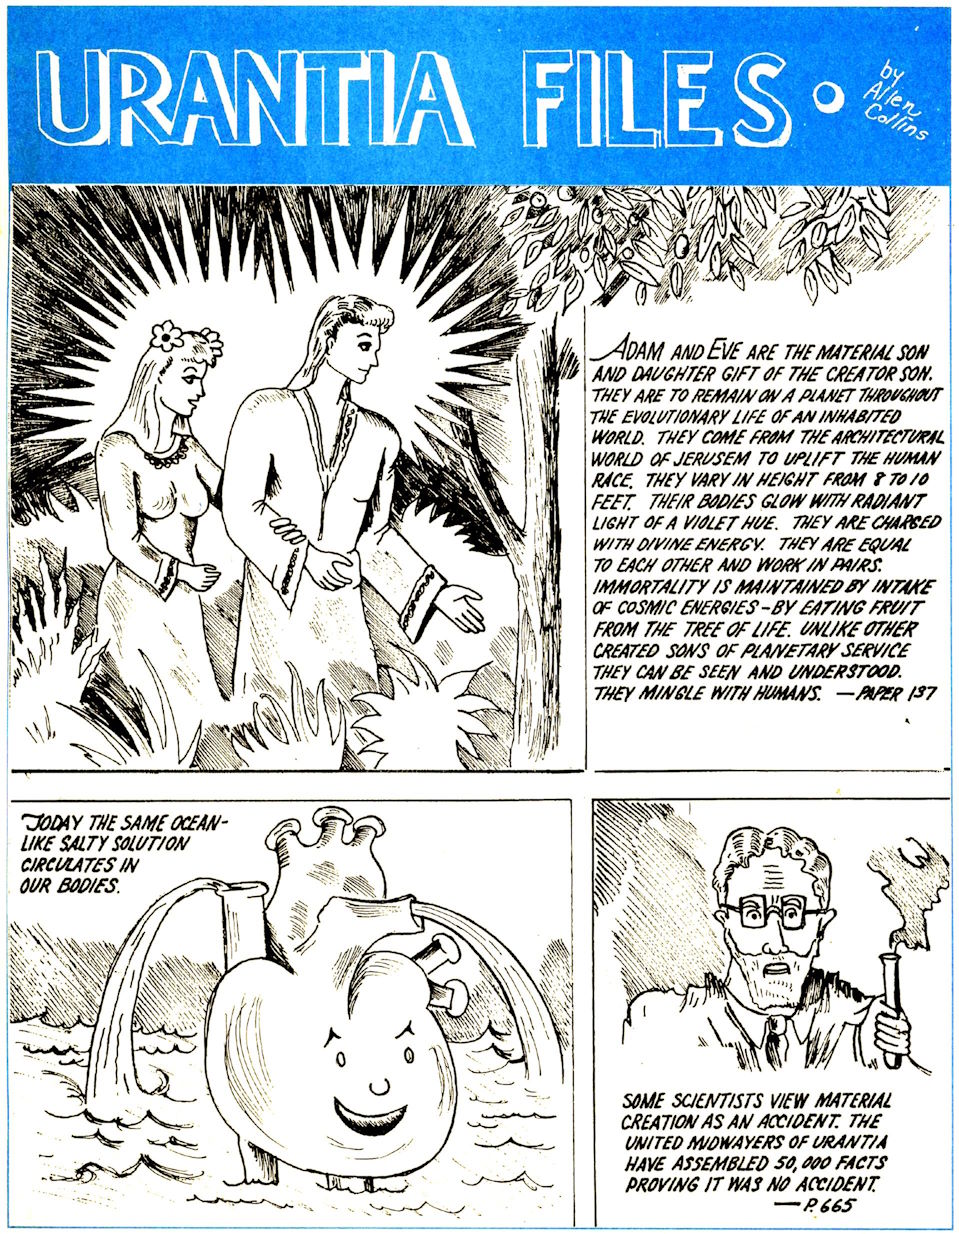 URANTIA FILES •
by
Allen
Collins
ADAM AND EVE ARE THE MATERIAL SON
AND DAUGHTER GIFT OF THE CREATOR SON.
THEY ARE TO REMAIN ON A PLANET THROUGHOUT
THE EVOLUTIONARY LIFE OF AN INHABITED
WORLD. THEY COME FROM THE ARCHITECTURAL
WORLD OF JERUSEM TO UPLIFT THE HUMAN
RACE. THEY VARY IN HEIGHT FROM 8 TO 10
FEET. THEIR BODIES GLOW WITH RADIANT
LIGHT OF A VIOLET HUE. THEY ARE CHARGED
WITH DIVINE ENERGY. THEY ARE EQUAL
TO EACH OTHER AND WORK IN PAIRS.
IMMORTALITY IS MAINTAINED BY INTAKE
OF COSMIC ENERGIES - BY EATING FRUIT
FROM THE TREE OF LIFE. UNLIKE OTHER
CREATED SONS OF PLANETARY SERVICE
THEY CAN BE SEEN AND UNDERSTOOD.
THEY MINGLE WITH HUMANS. — PAPER 137
TODAY THE SAME OCEAN-
LIKE SALTY SOLUTION
CIRCULATES IN
OUR BODIES.
SOME SCIENTISTS VIEW MATERIAL
CREATION AS AN ACCIDENT. THE
UNITED MIDWAYERS OF URANTIA
HAVE ASSEMBLED 50,000 FACTS
PROVING IT WAS NO ACCIDENT.
— P. 665